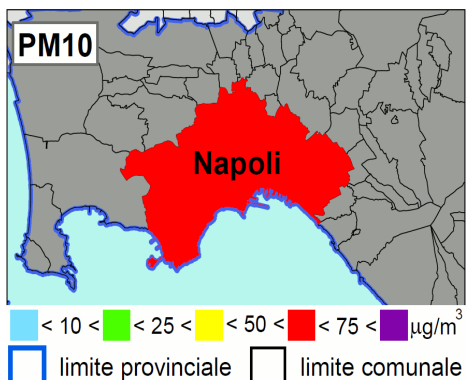 PM10
Napoli
< 10 < < 25 < < 50 < < 75 < μg/m³
limite provinciale limite comunale